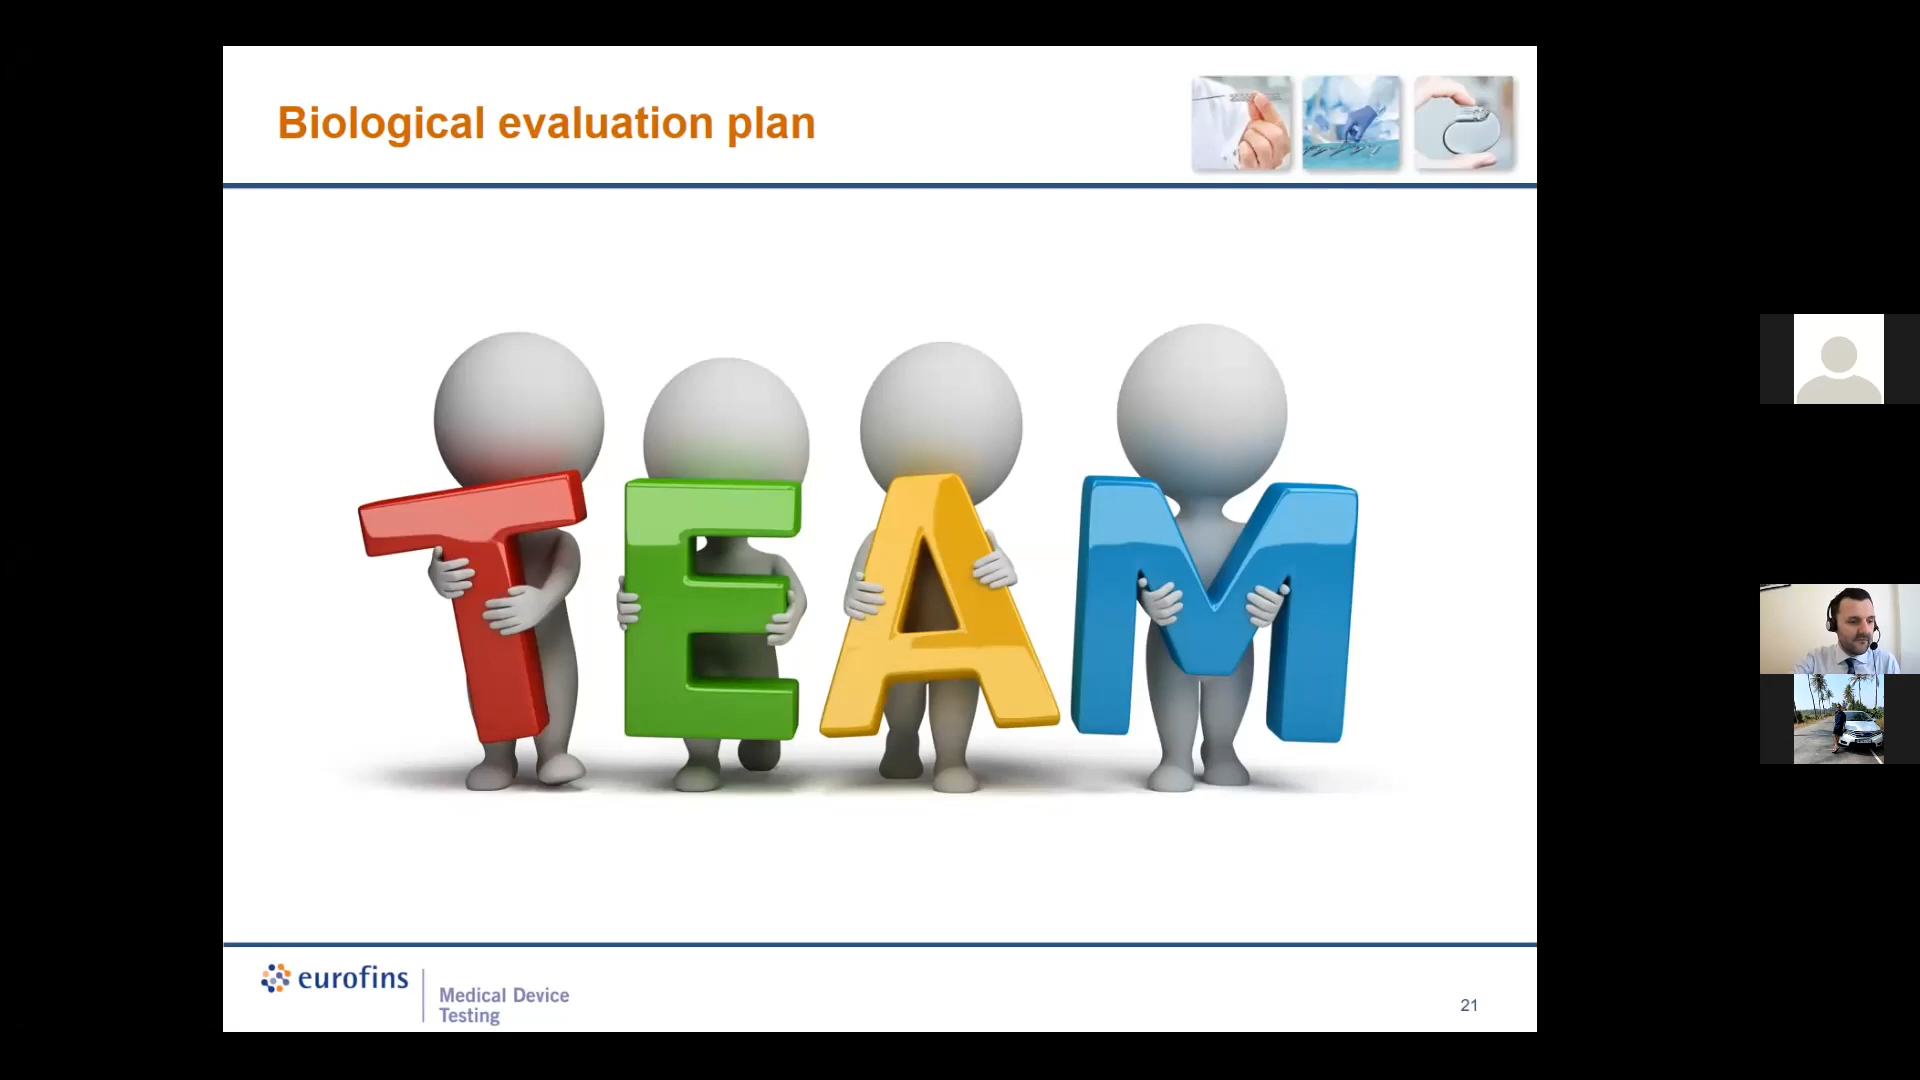 Biological evaluation plan
TEAM
eurofins
Medical Device
Testing
21